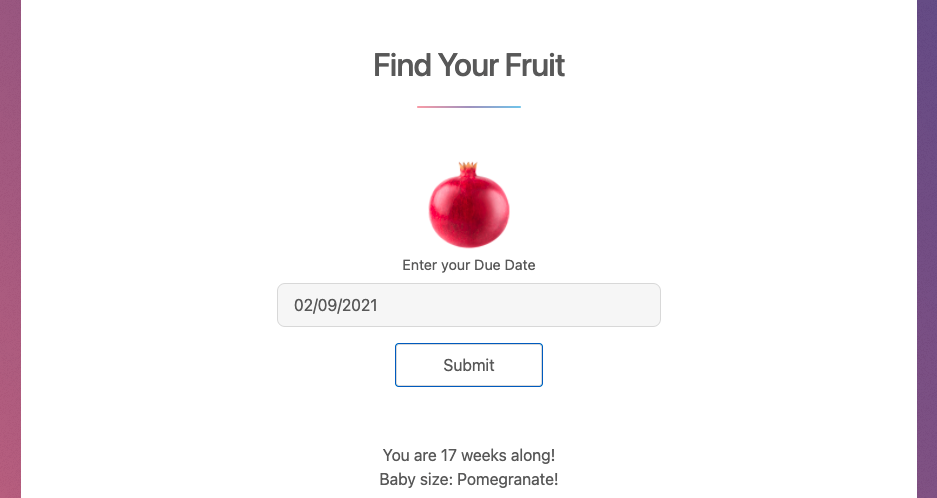 Find Your Fruit
Enter your Due Date
02/09/2021
Submit
You are 17 weeks along!
Baby size: Pomegranate!